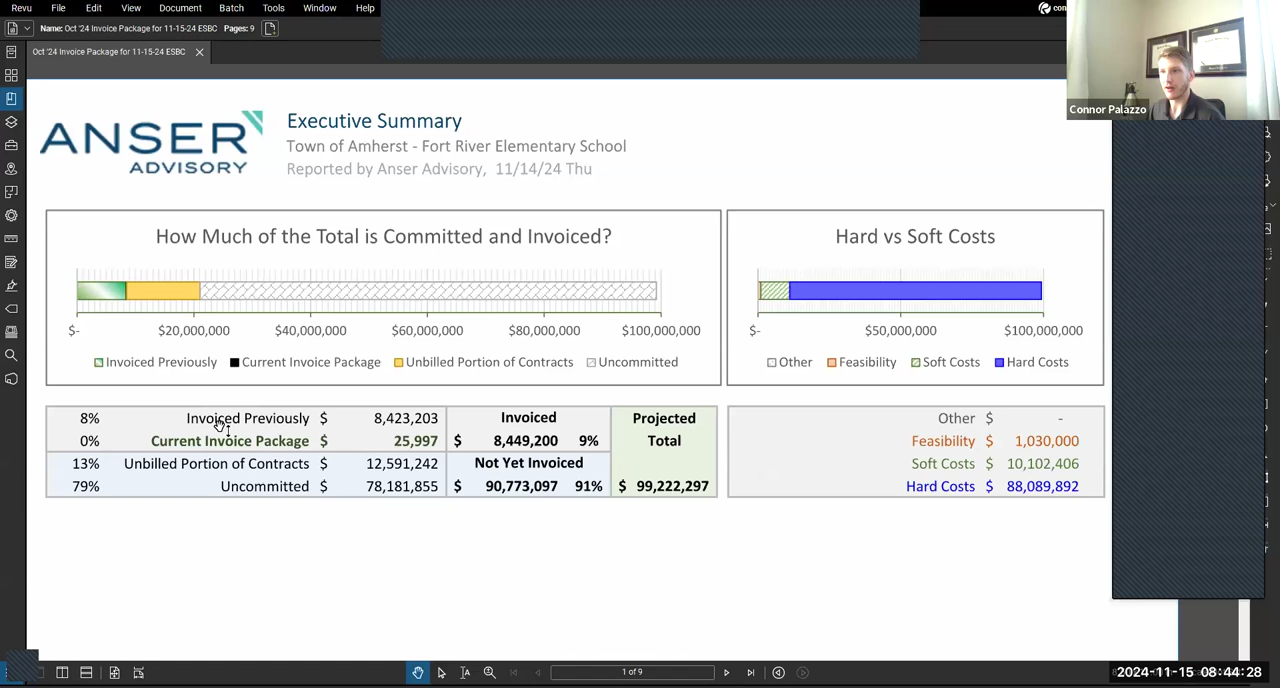 Revu File Edit View Document Batch Tools Window Help
Name: Oct '24 Invoice Package for 11-15-24 ESBC Pages: 9
Oct '24 Invoice Package for 11-15-24 ESBC
Connor Palazzo
ANSER
ADVISORY
Executive Summary
Town of Amherst - Fort River Elementary School
Reported by Anser Advisory, 11/14/24 Thu
How Much of the Total is Committed and Invoiced?
$- $20,000,000 $40,000,000 $60,000,000 $80,000,000 $100,000,000
Invoiced Previously Current Invoice Package Unbilled Portion of Contracts Uncommitted
Hard vs Soft Costs
$- $50,000,000 $100,000,000
Other Feasibility Soft Costs Hard Costs
8% Invoiced Previously $ 8,423,203 Invoiced Projected
0% Current Invoice Package $ 25,997 $ 8,449,200 9% Total
13% Unbilled Portion of Contracts $ 12,591,242 Not Yet Invoiced
79% Uncommitted $ 78,181,855 $ 90,773,097 91% $ 99,222,297
Other $ -
Feasibility $ 1,030,000
Soft Costs $ 10,102,406
Hard Costs $ 88,089,892
1 of 9
2024-11-15 08:44:28